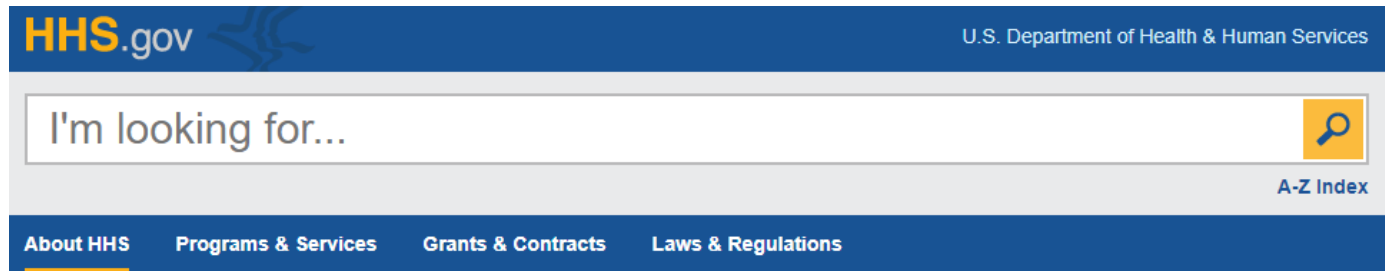 HHS.gov
U.S. Department of Health & Human Services
I'm looking for...
A-Z Index
About HHS Programs & Services Grants & Contracts Laws & Regulations